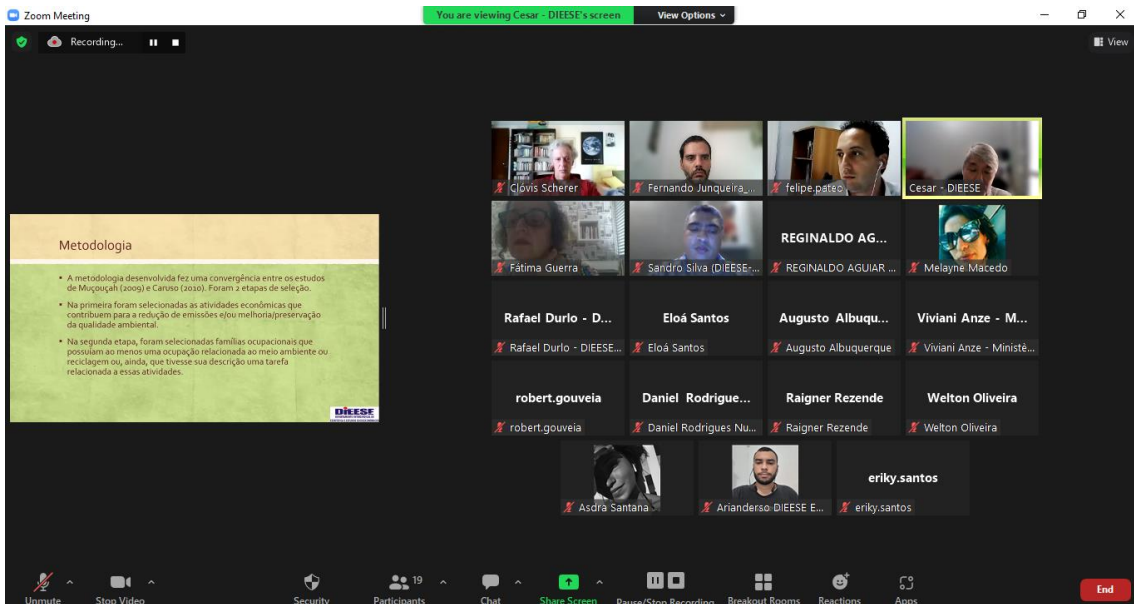 Zoom Meeting
You are viewing Cesar - DIEESE's screen
View Options
Recording...
View
Clovis Scherer
Fernando Junqueira_...
felipe.pateo
Cesar - DIEESE
Fátima Guerra
Sandro Silva (DIEESE-...
REGINALDO AG...
REGINALDO AGUIAR ...
Melayne Macedo
Metodologia
• A metodologia desenvolvida fez uma convergência entre os estudos
de Muçouçah (2009) e Caruso (2010). Foram 2 etapas de seleção.
• Na primeira foram selecionadas as atividades econômicas que
contribuem para a redução de emissões e/ou melhoria/preservação
da qualidade ambiental.
• Na segunda etapa, foram selecionadas famílias ocupacionais que
possuíam ao menos uma ocupação relacionada ao meio ambiente ou
reciclagem ou, ainda, que tivesse sua descrição uma tarefa
relacionada a essas atividades.
DIEESE
Rafael Durlo - D...
Rafael Durlo - DIEESE...
Eloá Santos
Eloá Santos
Augusto Albuqu...
Augusto Albuquerque
Viviani Anze - M...
Viviani Anze - Ministè...
robert.gouveia
robert.gouveia
Daniel Rodrigue...
Daniel Rodrigues Nu...
Raigner Rezende
Raigner Rezende
Welton Oliveira
Welton Oliveira
Asdra Santana
Arianderso DIEESE E...
eriky.santos
eriky.santos
Unmute
Stop Video
Security
Participants
19
Chat
Share Screen
Pause/Stop Recording
Breakout Rooms
Reactions
Apps
End